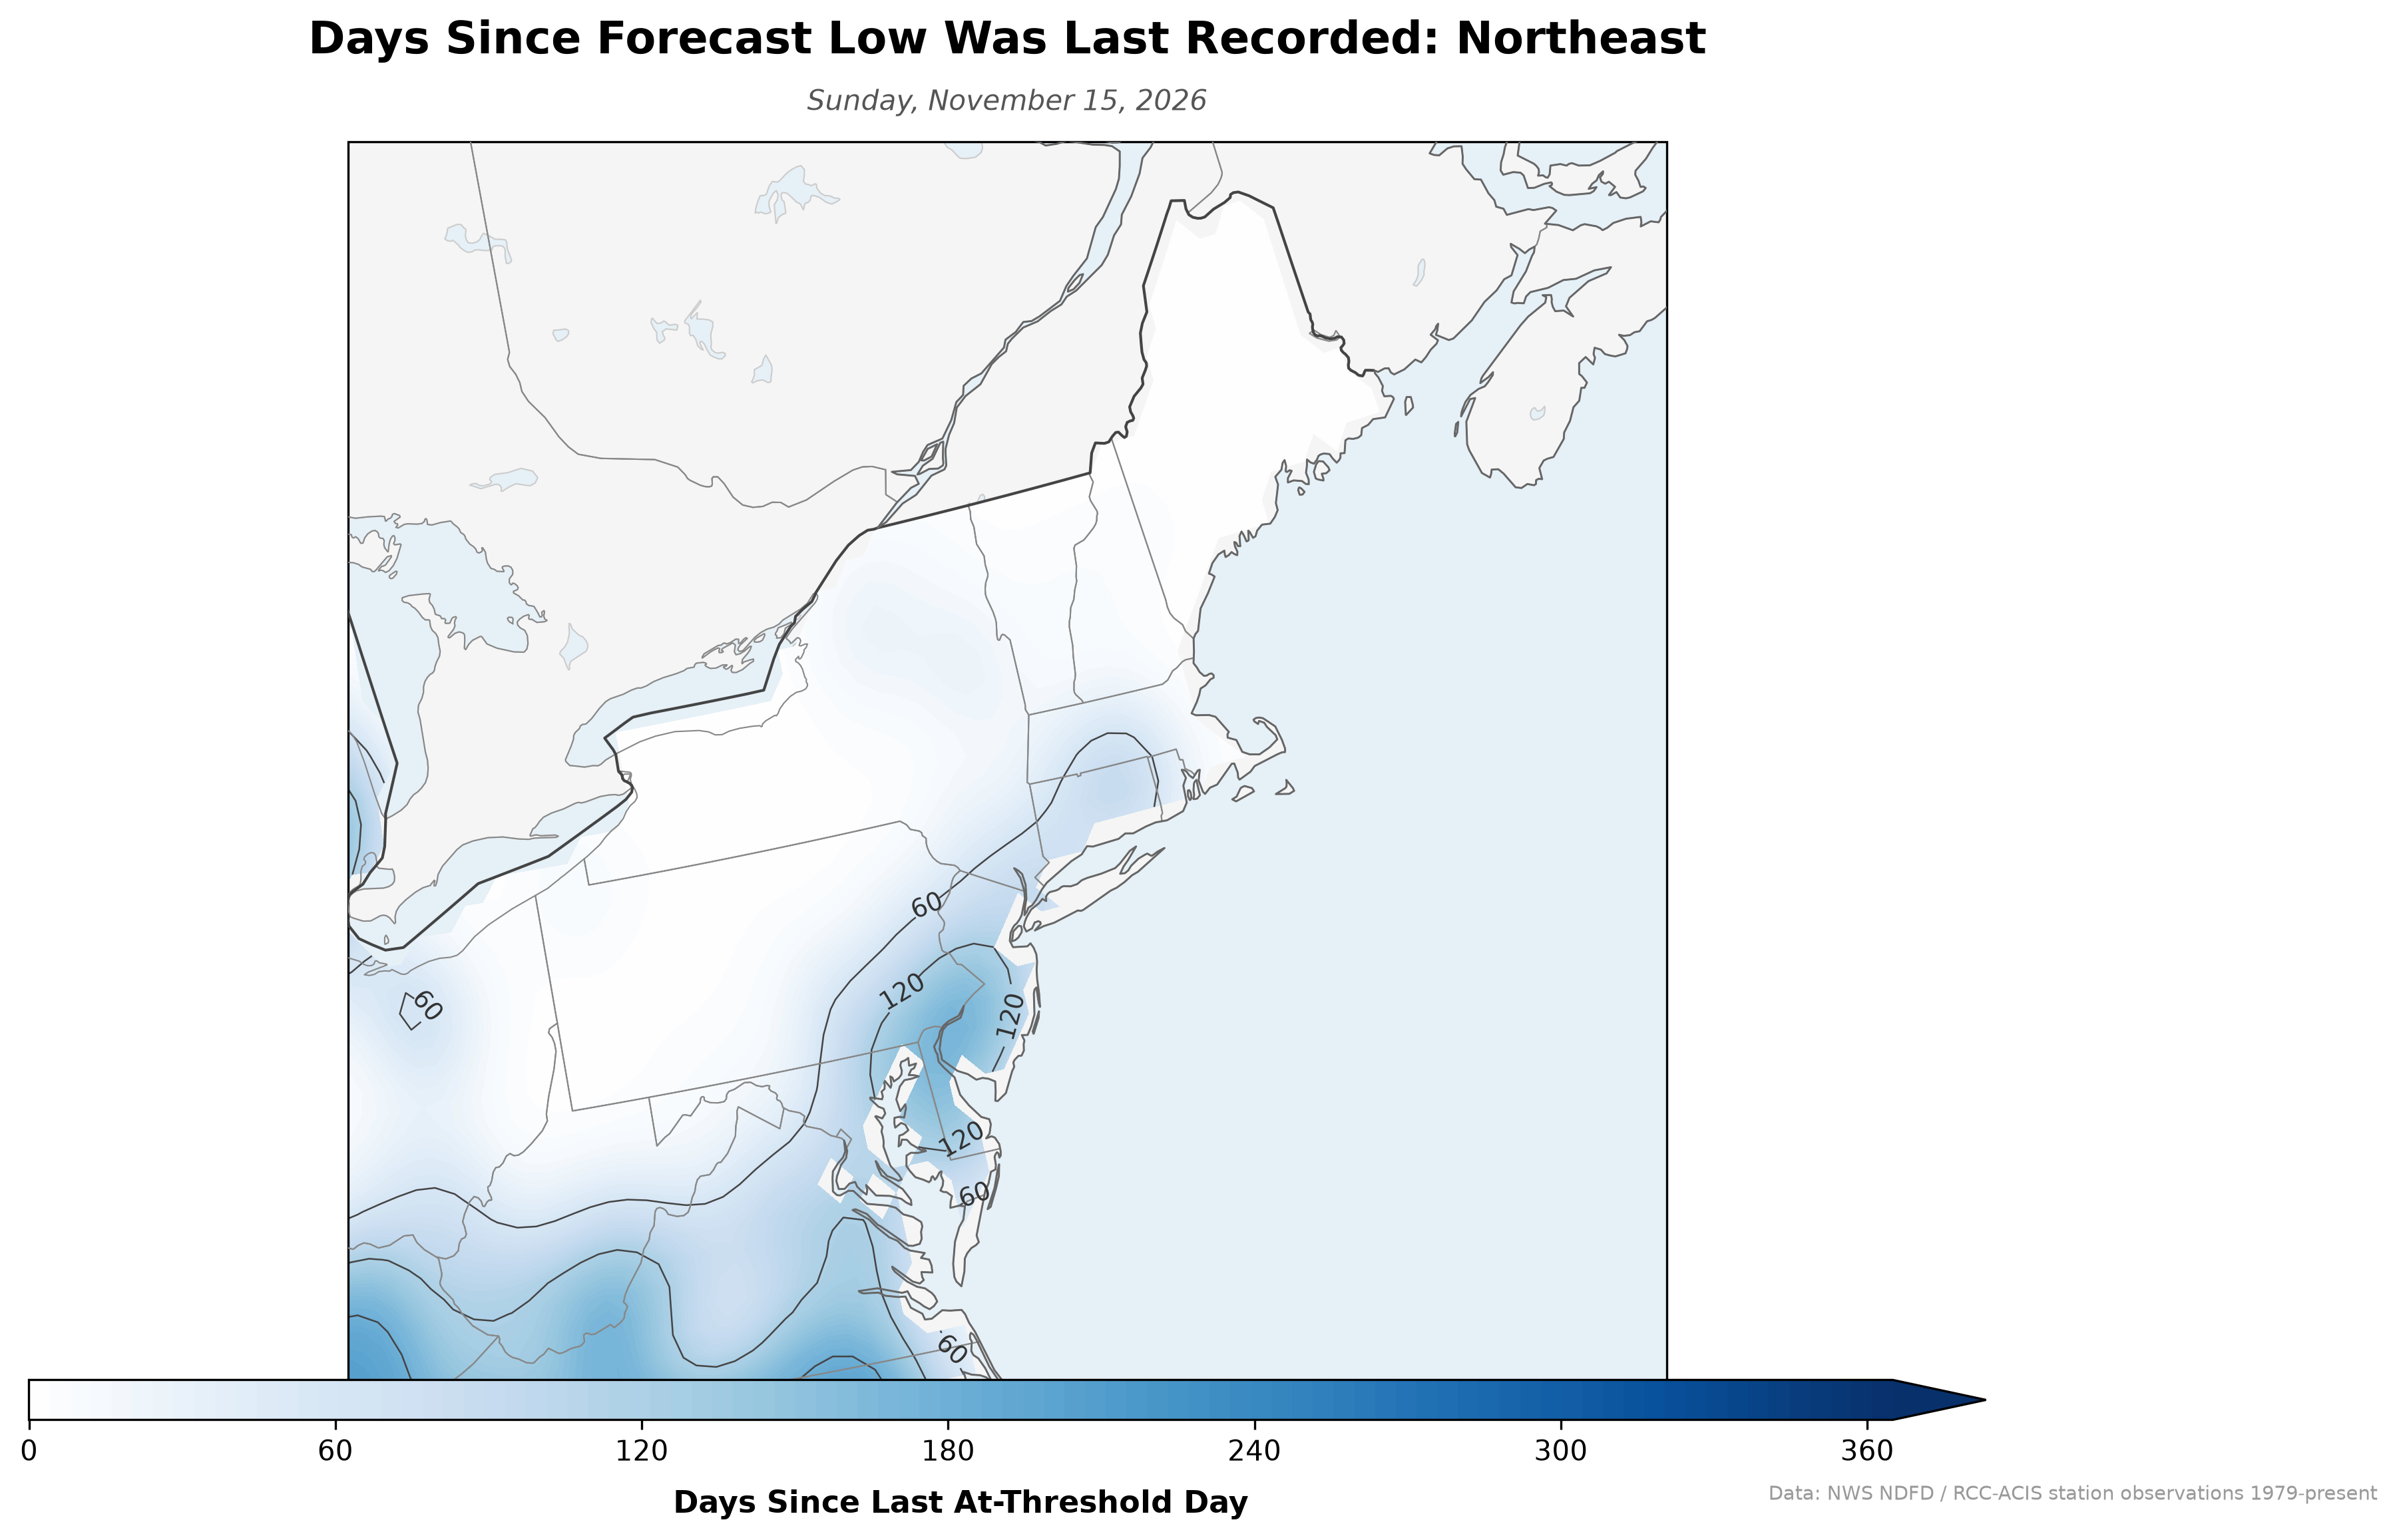 Days Since Forecast Low Was Last Recorded: Northeast
Sunday, November 15, 2026
60
120
120
60
120
60
60
0 60 120 180 240 300 360
Days Since Last At-Threshold Day
Data: NWS NDFD / RCC-ACIS station observations 1979-present